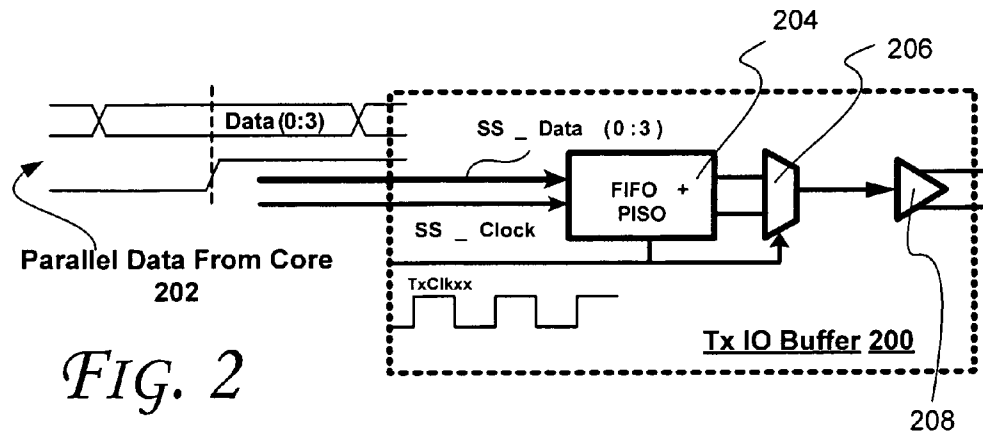 204
206
Data (0:3)
SS _ Data (0:3)
FIFO +
PISO
SS _ Clock
Parallel Data From Core
202
TxClkxx
Tx IO Buffer 200
FIG. 2
208